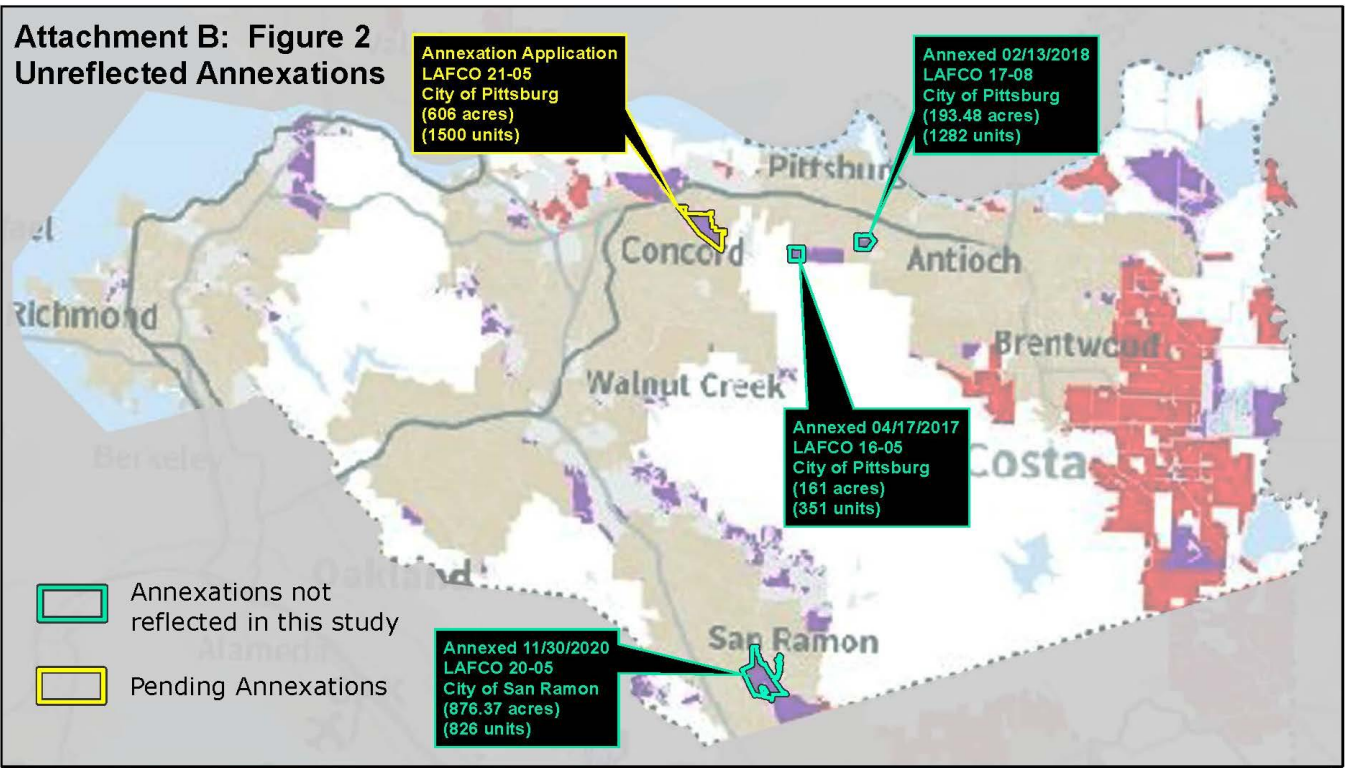 Attachment B: Figure 2
Unreflected Annexations
Annexation Application
LAFCO 21-05
City of Pittsburg
(606 acres)
(1500 units)
Annexed 02/13/2018
LAFCO 17-08
City of Pittsburg
(193.48 acres)
(1282 units)
Pittsburg
Concord
Antioch
Richmond
Brentwood
Walnut Creek
Annexed 04/17/2017
LAFCO 16-05
City of Pittsburg
(161 acres)
(351 units)
Costa
Berkeley
Oakland
Annexations not
reflected in this study
Alameda
San Ramon
Annexed 11/30/2020
LAFCO 20-05
City of San Ramon
(876.37 acres)
(826 units)
Pending Annexations